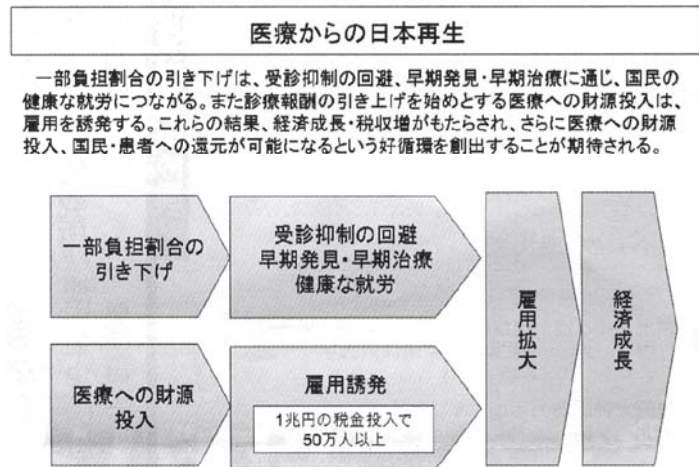 医療からの日本再生
一部負担割合の引き下げは、受診抑制の回避、早期発見・早期治療に通じ、国民の
健康な就労につながる。また診療報酬の引き上げを始めとする医療への財源投入は、
雇用を誘発する。これらの結果、経済成長・税収増がもたらされ、さらに医療への財源
投入、国民・患者への還元が可能になるという好循環を創出することが期待される。
一部負担割合の
引き下げ
受診抑制の回避
早期発見・早期治療
健康な就労
医療への財源
投入
雇用誘発
1兆円の税金投入で
50万人以上
雇用拡大
経済成長